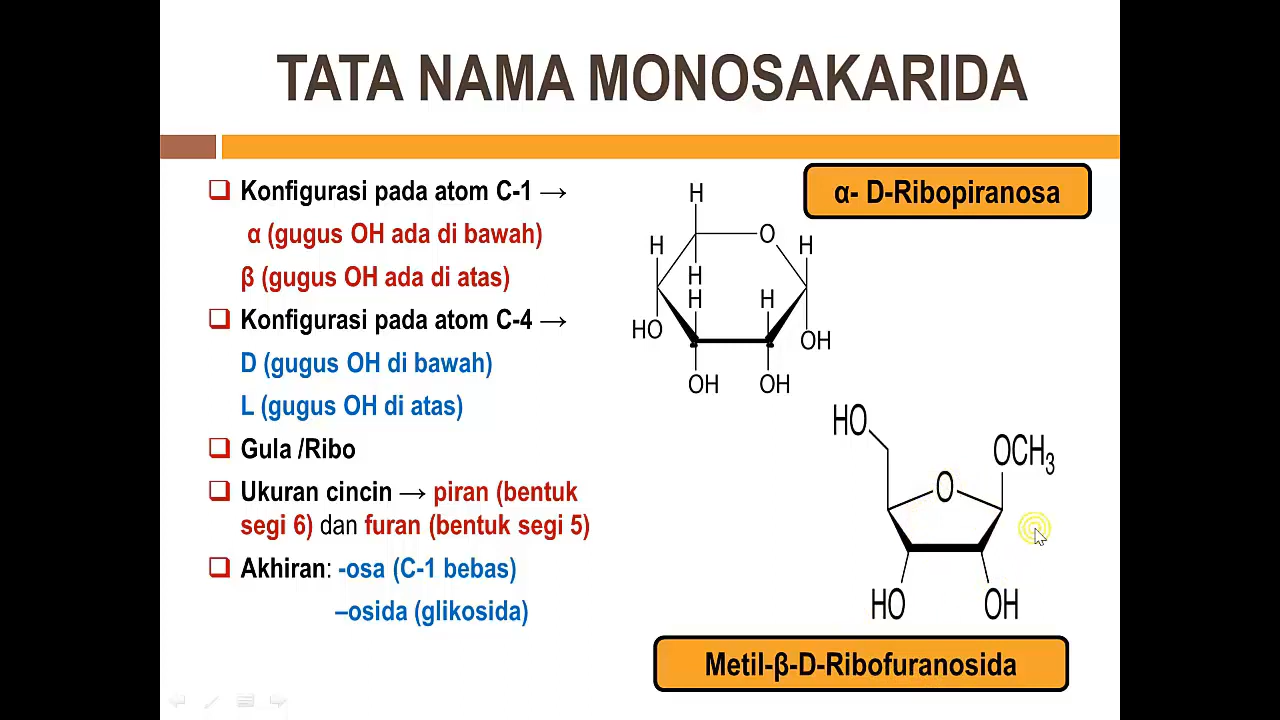 TATA NAMA MONOSAKARIDA
❑ Konfigurasi pada atom C-1 →
α (gugus OH ada di bawah)
β (gugus OH ada di atas)
❑ Konfigurasi pada atom C-4 →
D (gugus OH di bawah)
L (gugus OH di atas)
❑ Gula /Ribo
❑ Ukuran cincin → piran (bentuk
segi 6) dan furan (bentuk segi 5)
❑ Akhiran: -osa (C-1 bebas)
–osida (glikosida)
α- D-Ribopiranosa
H
O
H H
H
H H
HO OH
OH OH
HO
OCH3
O
HO OH
Metil-β-D-Ribofuranosida